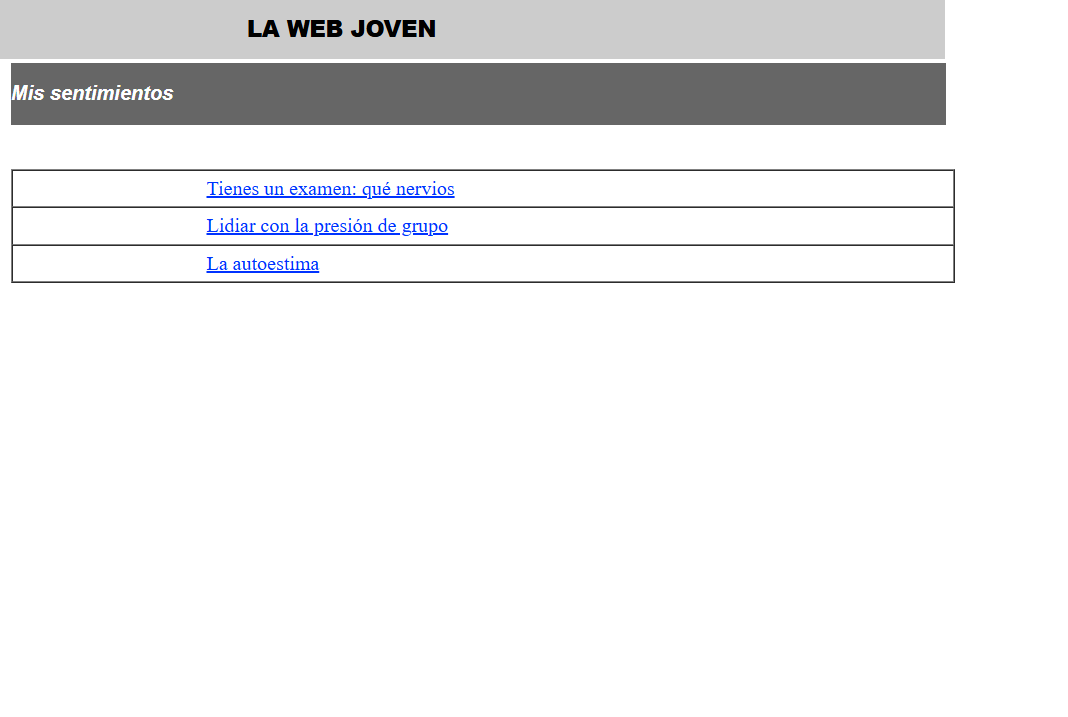 LA WEB JOVEN
Mis sentimientos
Tienes un examen: qué nervios
Lidiar con la presión de grupo
La autoestima